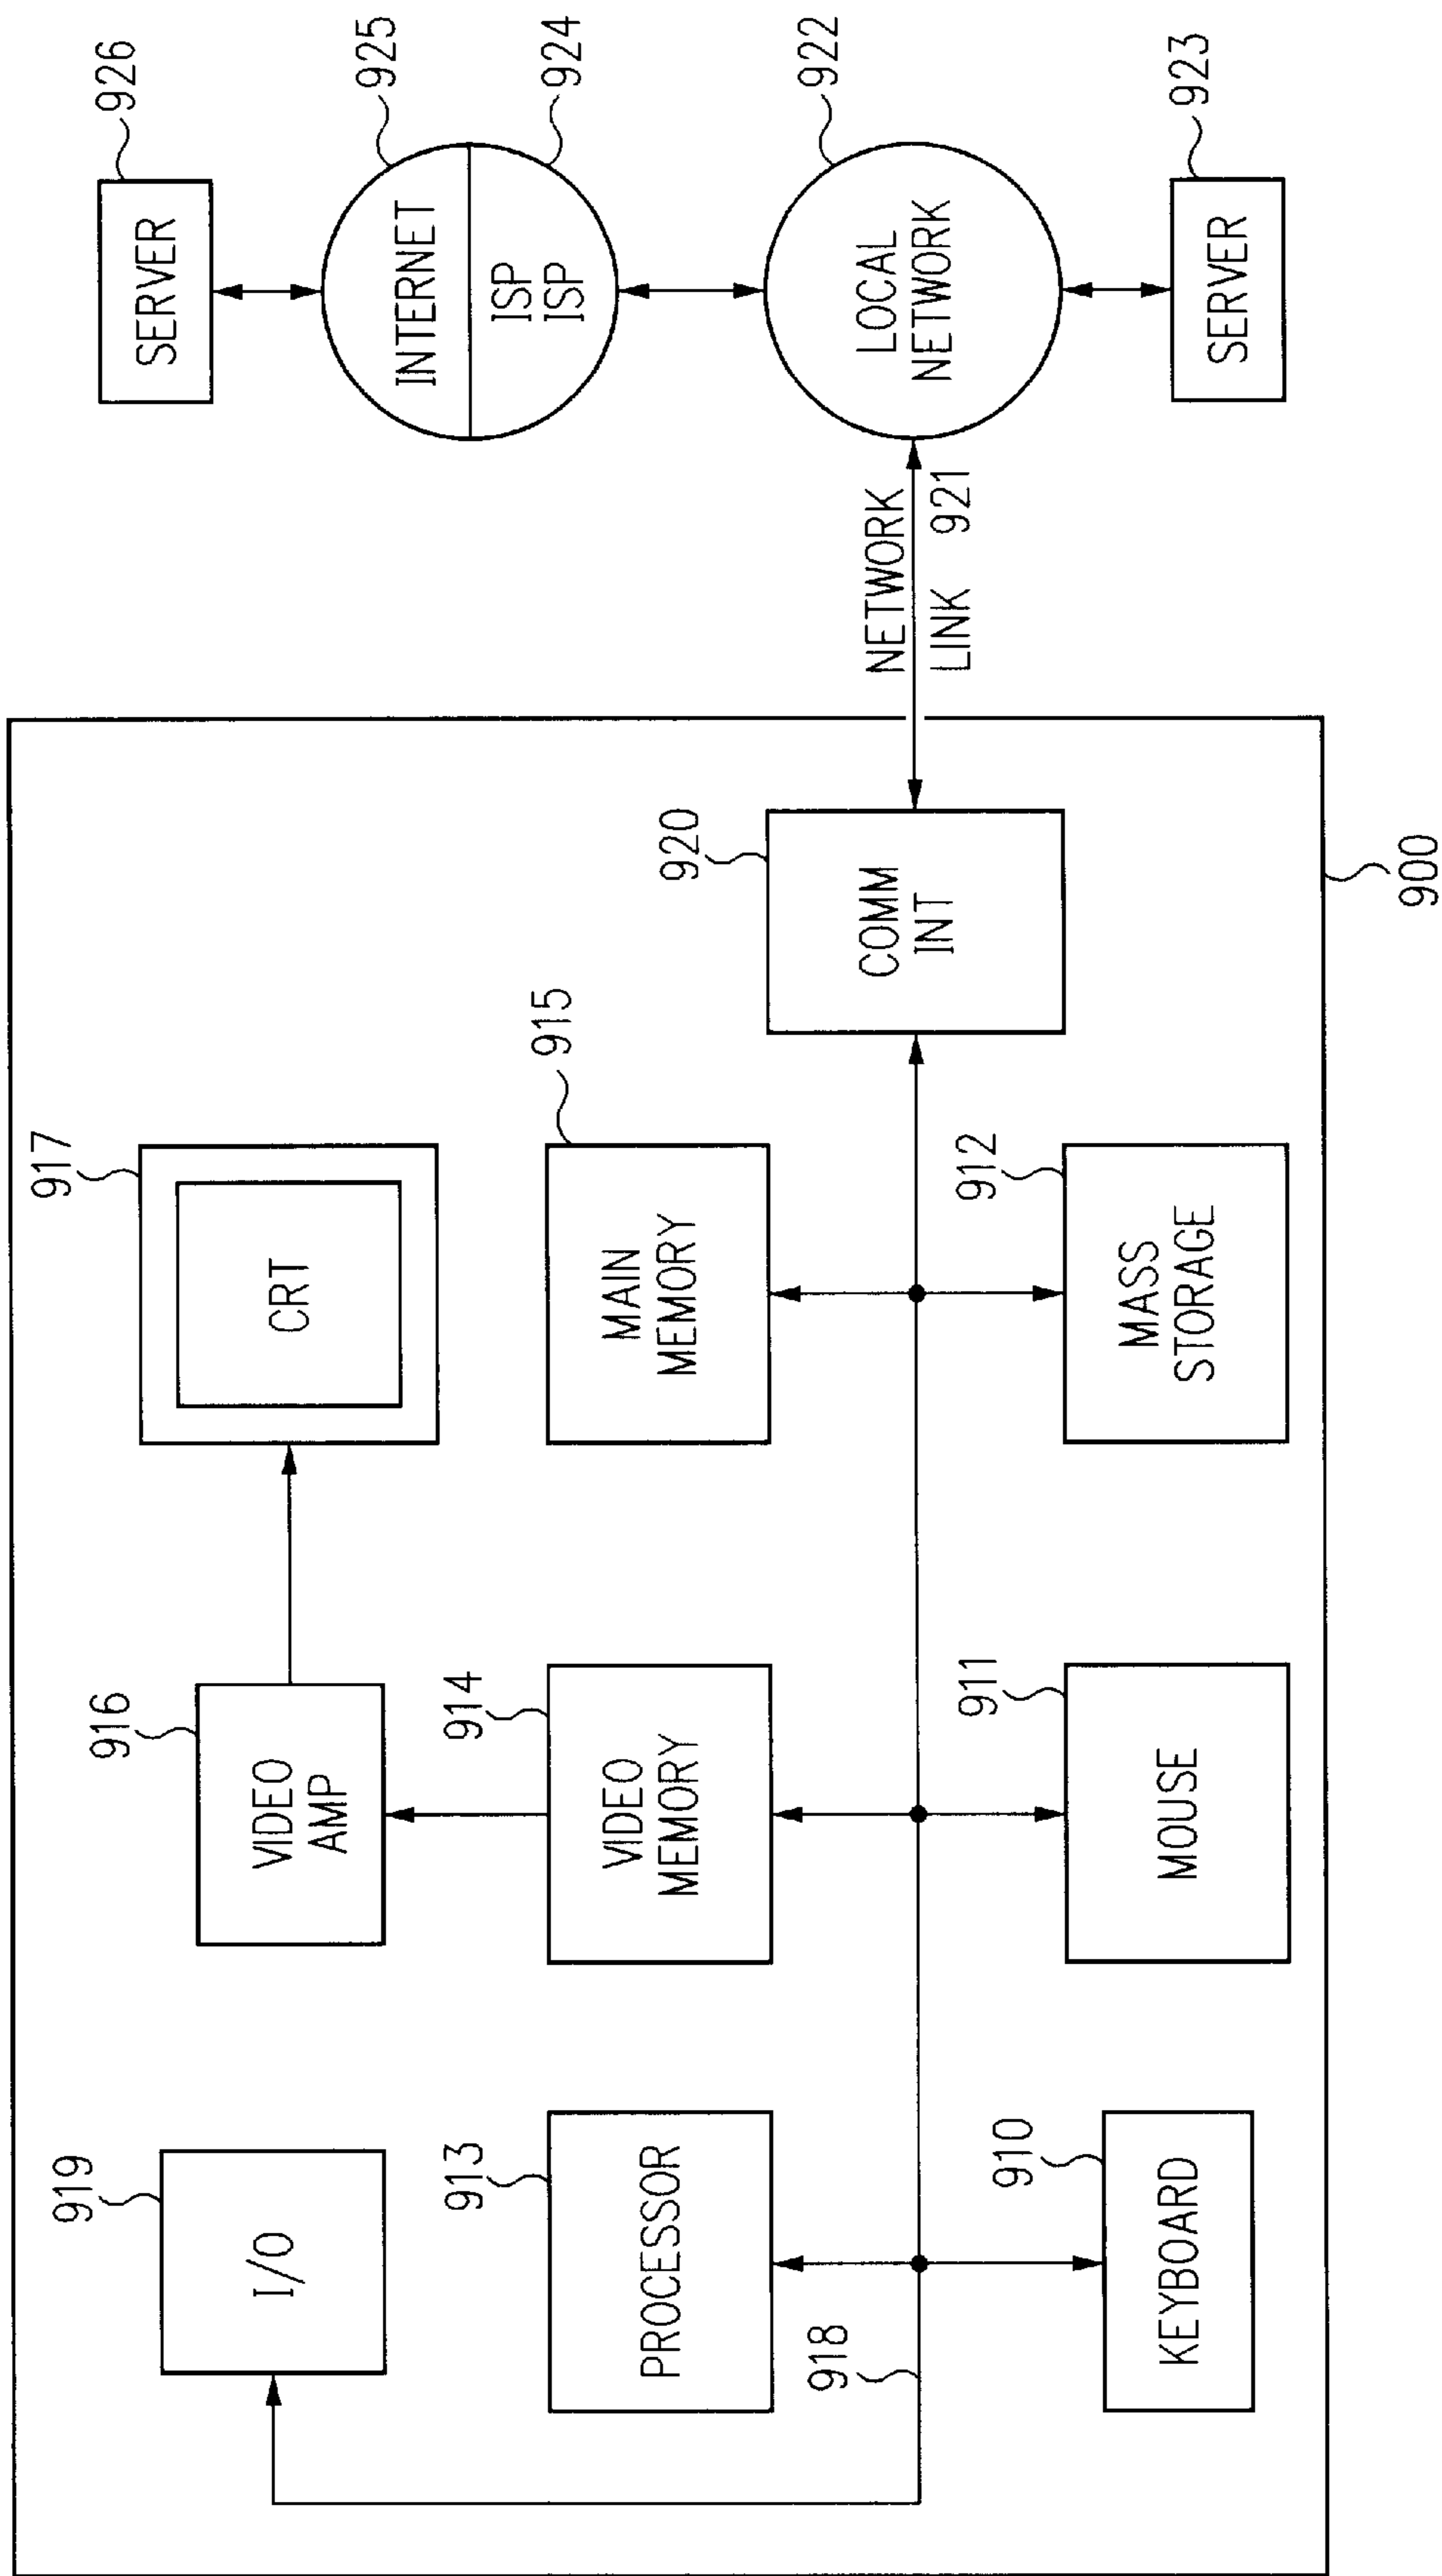 919
I/O
916
VIDEO
AMP
917
CRT
913
PROCESSOR
914
VIDEO
MEMORY
915
MAIN
MEMORY
918
910
KEYBOARD
911
MOUSE
912
MASS
STORAGE
920
COMM
INT
900
NETWORK
LINK 921
926
SERVER
925
INTERNET
924
ISP
ISP
922
LOCAL
NETWORK
923
SERVER